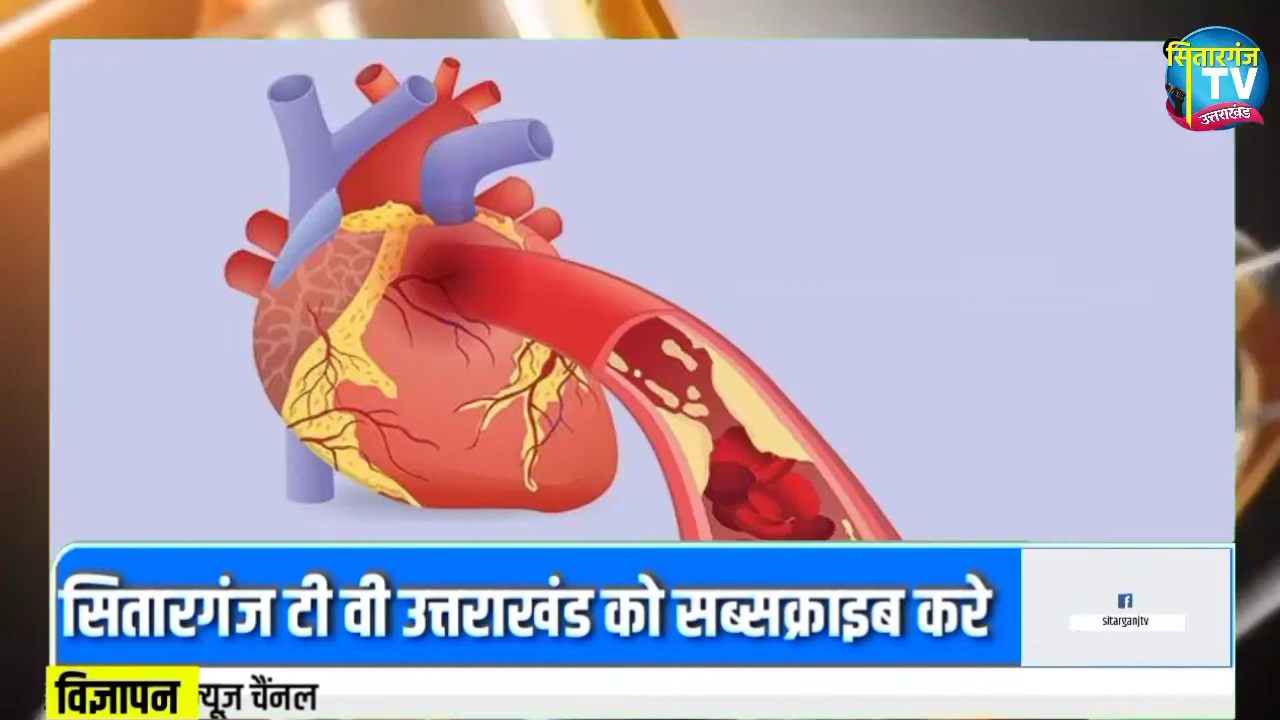 सितारगंज
TV
उत्तराखंड
सितारगंज टी वी उत्तराखंड को सब्सक्राइब करे
sitarganjtv
विज्ञापन
न्यूज चैंनल